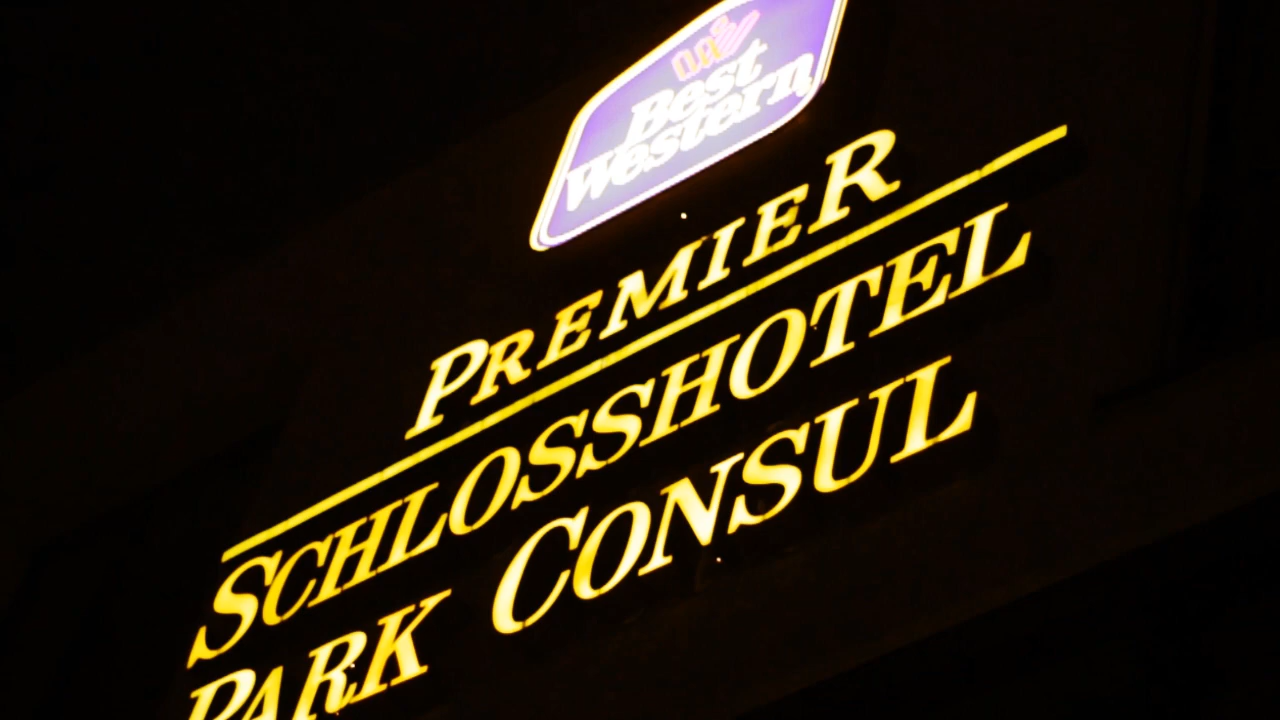 Best
Western
PREMIER
SCHLOSSHOTEL
PARK CONSUL